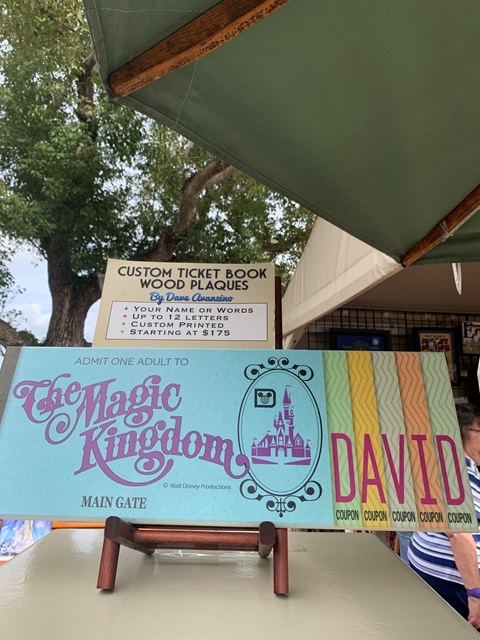 CUSTOM TICKET BOOK
WOOD PLAQUES
By Dave Avanzino
• YOUR NAME OR WORDS
• UP TO 12 LETTERS
• CUSTOM PRINTED
• STARTING AT $175
ADMIT ONE ADULT TO
The Magic
Kingdom
© Walt Disney Productions
MAIN GATE
DAVID
COUPON COUPON COUPON COUPON COUPON